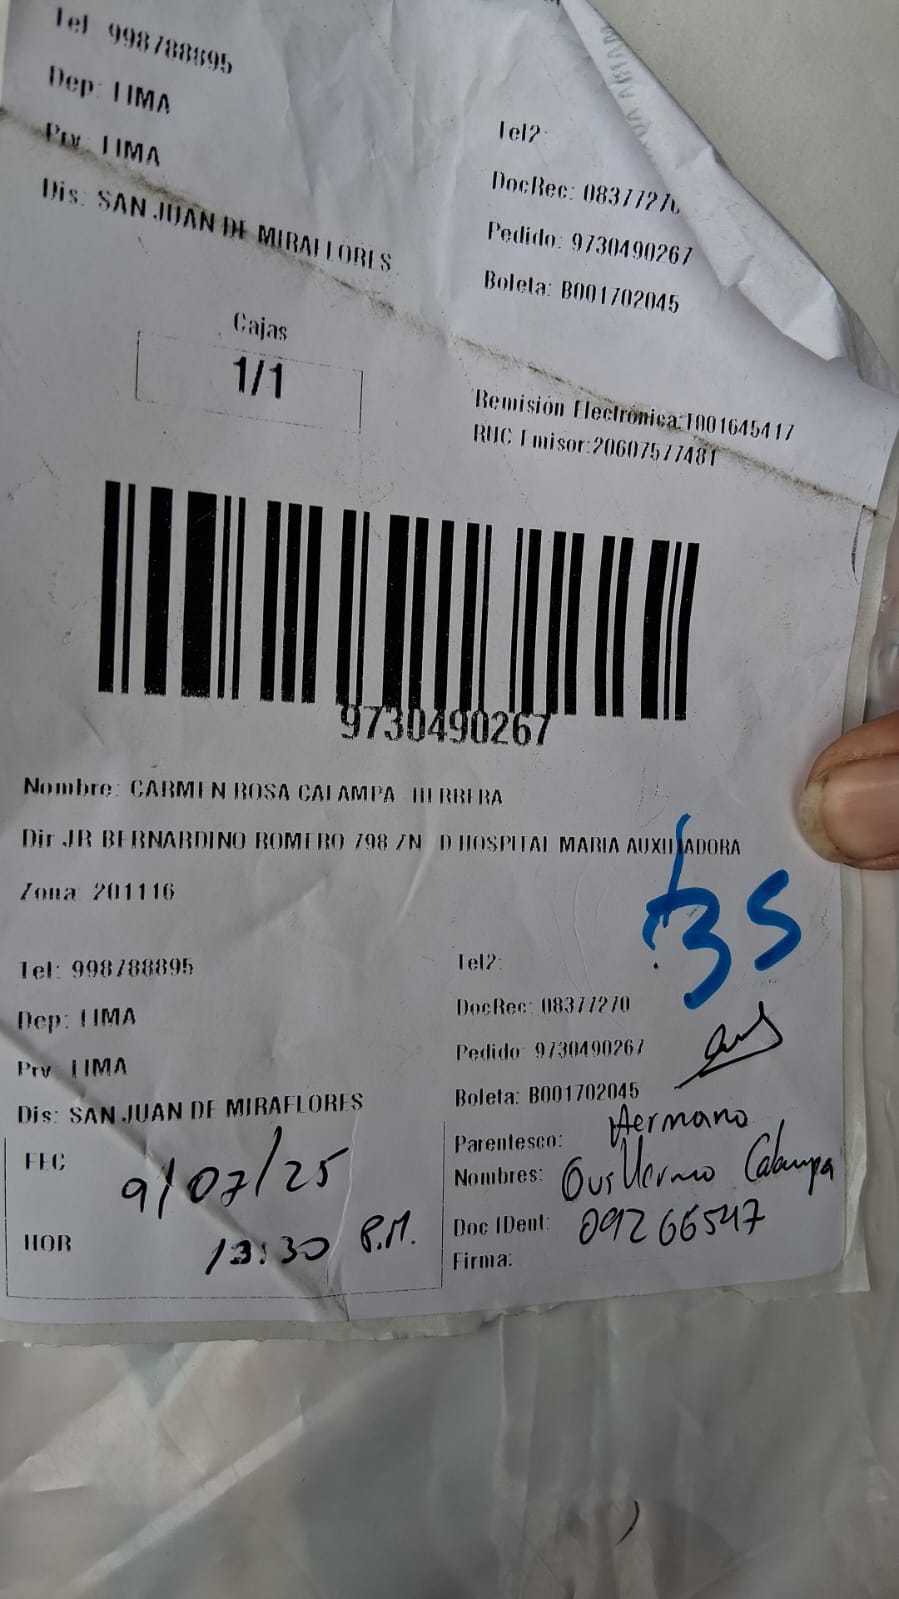 Tel 998788895
Dep: LIMA
Prv LIMA
Dis: SAN JUAN DE MIRAFLORES
Tel2:
DocRec: 08377270
Pedido: 9730490267
Boleta: B001702045
Cajas
1/1
Remisión Electrónica:T001645417
RUC Emisor:20607577481
9730490267
Nombre: CARMEN ROSA CALAMPA HERRERA
Dir JR BERNARDINO ROMERO 798 ZN D HOSPITAL MARIA AUXILIADORA
Zona 201116
35
Tel: 998788895
Dep: LIMA
Prv LIMA
Dis: SAN JUAN DE MIRAFLORES
Tel2:
DocRec: 08377270
Pedido 9730490267
Boleta: B001702045
FEC 9/07/25
HOR 13:30 P.M.
Parentesco: Hermano
Nombres: Guillermo Calampa
Doc IDent: 09266547
Firma: